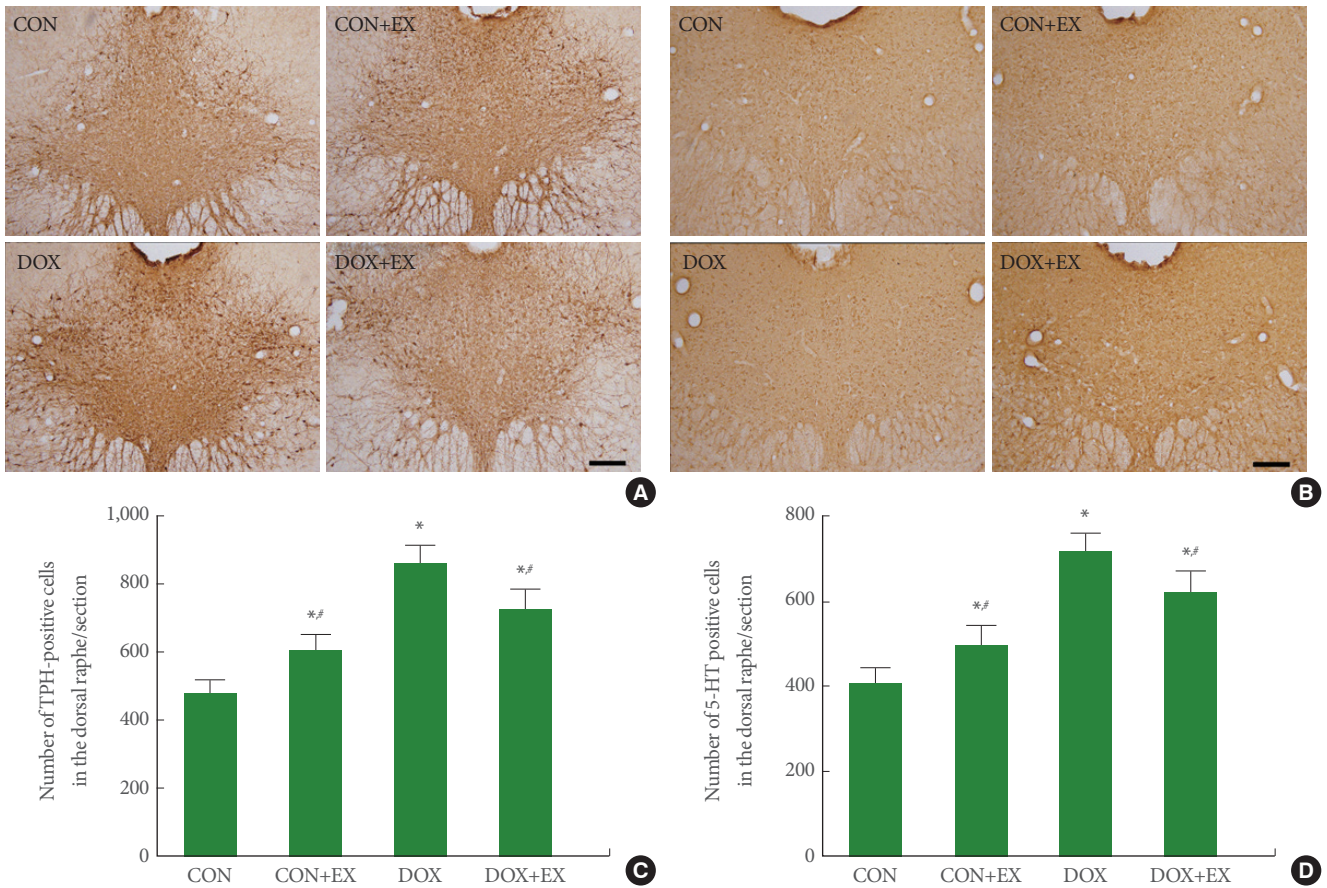 CON
CON+EX
DOX
DOX+EX
A
CON
CON+EX
DOX
DOX+EX
B
Number of TPH-positive cells
in the dorsal raphe/section
1,000
800
600
400
200
0
*,#
*
*,#
CON
CON+EX
DOX
DOX+EX
C
Number of 5-HT positive cells
in the dorsal raphe/section
800
600
400
200
0
*,#
*
*,#
CON
CON+EX
DOX
DOX+EX
D